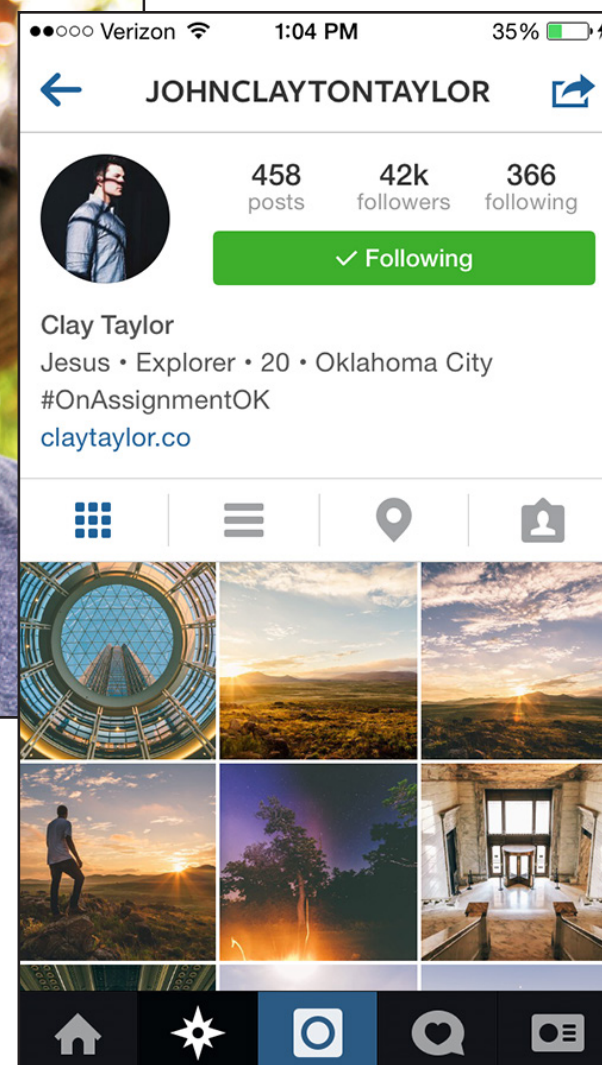 Verizon 1:04 PM 35%
JOHNCLAYTONTAYLOR
458 42k 366
posts followers following
✓ Following
Clay Taylor
Jesus • Explorer • 20 • Oklahoma City
#OnAssignmentOK
claytaylor.co